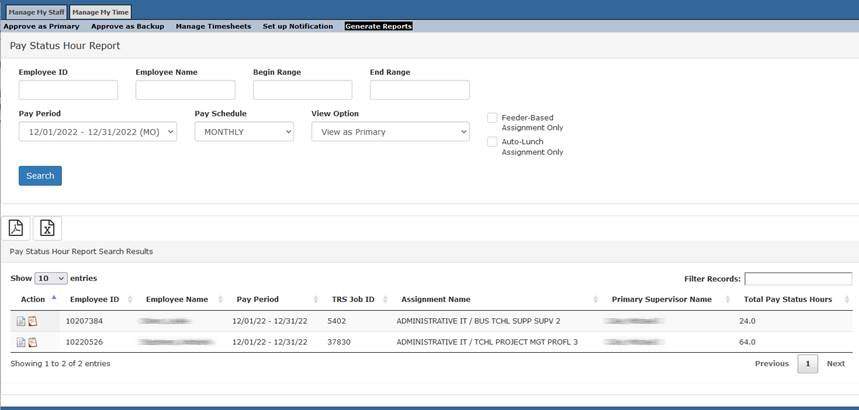 Manage My Staff Manage My Time
Approve as Primary Approve as Backup Manage Timesheets Set up Notification Generate Reports
Pay Status Hour Report
Employee ID Employee Name Begin Range End Range
Pay Period Pay Schedule View Option
12/01/2022 - 12/31/2022 (MO) MONTHLY View as Primary
Feeder-Based
Assignment Only
Auto-Lunch
Assignment Only
Search
Pay Status Hour Report Search Results
Show 10 entries Filter Records:
Action Employee ID Employee Name Pay Period TRS Job ID Assignment Name Primary Supervisor Name Total Pay Status Hours
10207384 12/01/22 - 12/31/22 5402 ADMINISTRATIVE IT / BUS TCHL SUPP SUPV 2 24.0
10220526 12/01/22 - 12/31/22 37830 ADMINISTRATIVE IT / TCHL PROJECT MGT PROFL 3 64.0
Showing 1 to 2 of 2 entries Previous 1 Next